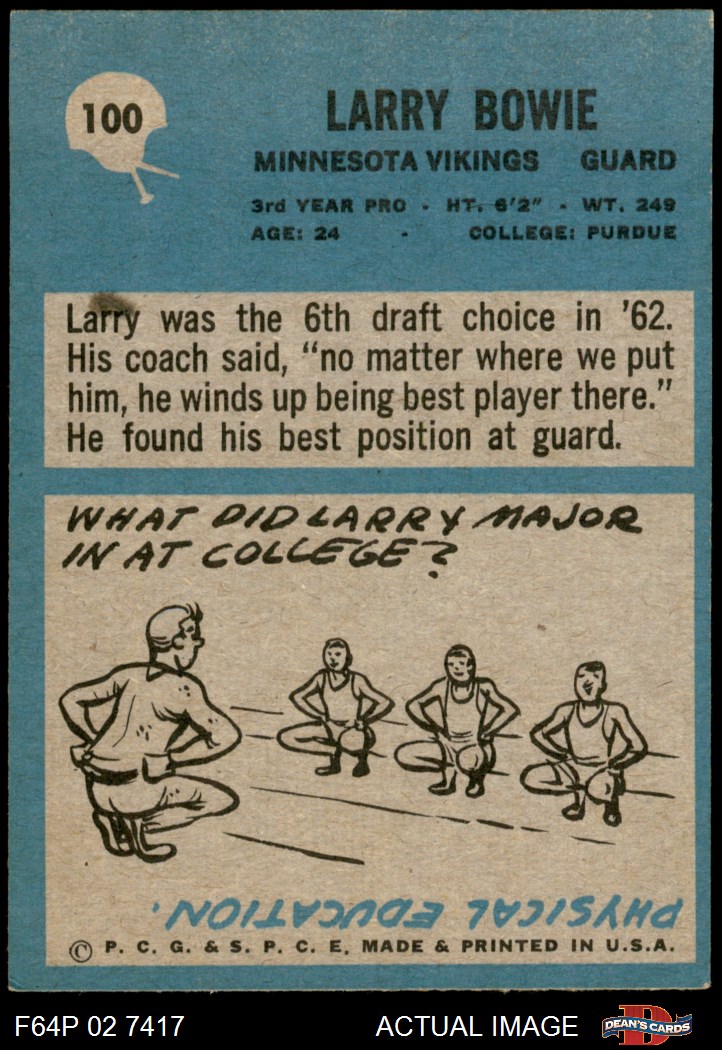 100
LARRY BOWIE
MINNESOTA VIKINGS GUARD
3rd YEAR PRO - HT. 6'2" - WT. 249
AGE: 24 - COLLEGE: PURDUE
Larry was the 6th draft choice in '62.
His coach said, "no matter where we put
him, he winds up being best player there."
He found his best position at guard.
WHAT DID LARRY MAJOR
IN AT COLLEGE?
PHYSICAL EDUCATION.
© P. C. G. & S. P. C. E. MADE & PRINTED IN U.S.A.
F64P 02 7417 ACTUAL IMAGE D DEAN'S CARDS